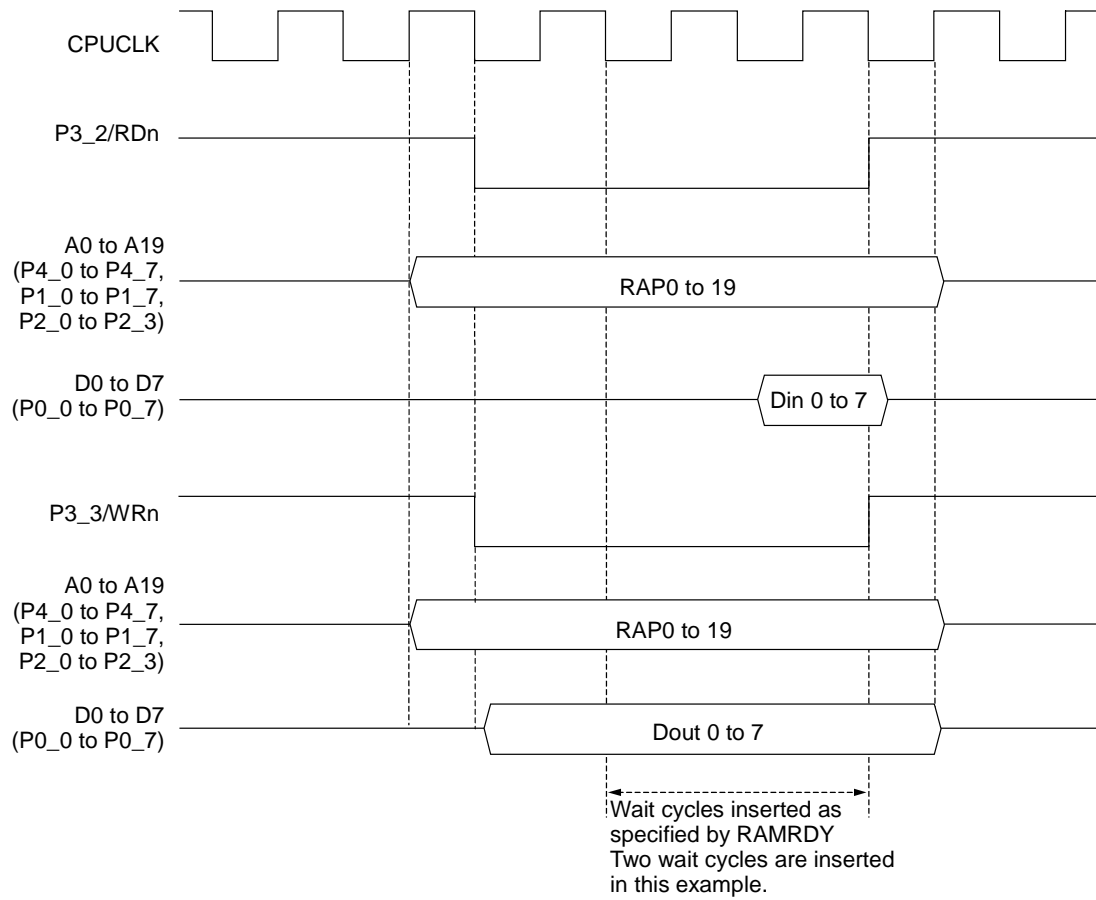 CPUCLK
P3_2/RDn
A0 to A19
(P4_0 to P4_7,
P1_0 to P1_7,
P2_0 to P2_3)
RAP0 to 19
D0 to D7
(P0_0 to P0_7)
Din 0 to 7
P3_3/WRn
A0 to A19
(P4_0 to P4_7,
P1_0 to P1_7,
P2_0 to P2_3)
RAP0 to 19
D0 to D7
(P0_0 to P0_7)
Dout 0 to 7
Wait cycles inserted as
specified by RAMRDY
Two wait cycles are inserted
in this example.